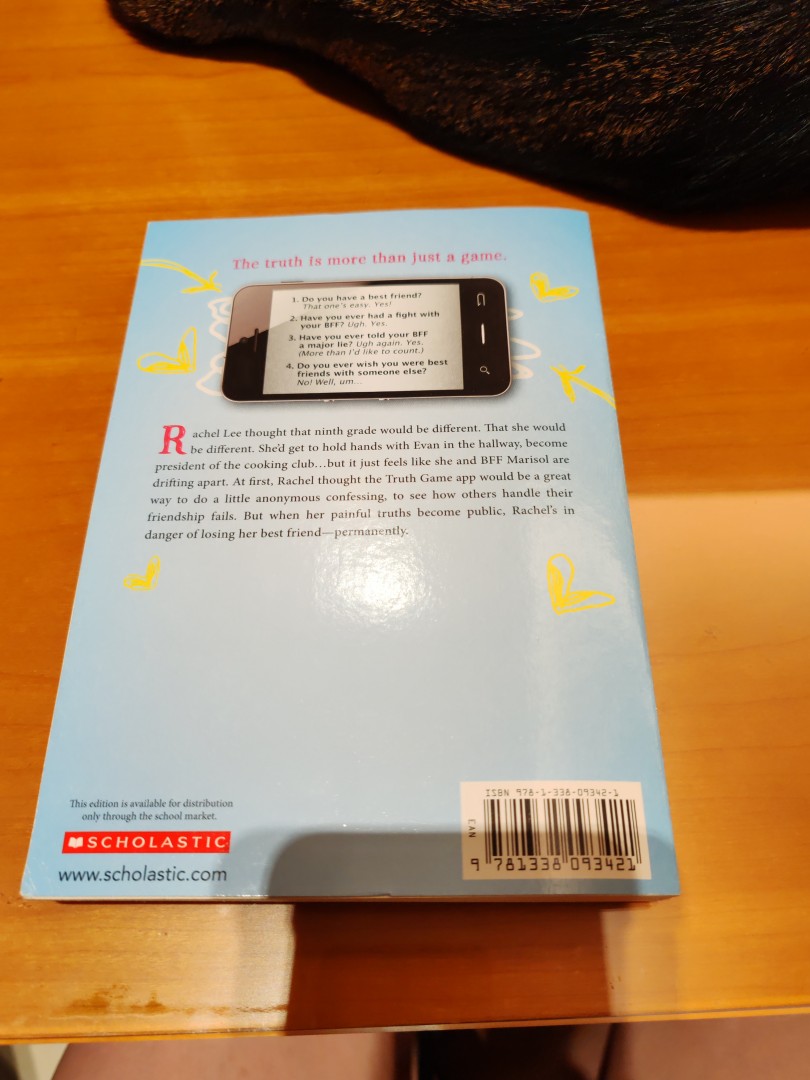 The truth is more than just a game.
1. Do you have a best friend?
That one's easy. Yes!
2. Have you ever had a fight with
your BFF? Ugh. Yes.
3. Have you ever told your BFF
a major lie? Ugh again. Yes.
(More than I'd like to count.)
4. Do you ever wish you were best
friends with someone else?
No! Well, um...
Rachel Lee thought that ninth grade would be different. That she would
be different. She'd get to hold hands with Evan in the hallway, become
president of the cooking club...but it just feels like she and BFF Marisol are
drifting apart. At first, Rachel thought the Truth Game app would be a great
way to do a little anonymous confessing, to see how others handle their
friendship fails. But when her painful truths become public, Rachel's in
danger of losing her best friend—permanently.
This edition is available for distribution
only through the school market.
SCHOLASTIC
www.scholastic.com
ISBN 978-1-338-09342-1
EAN
9 781338 093421